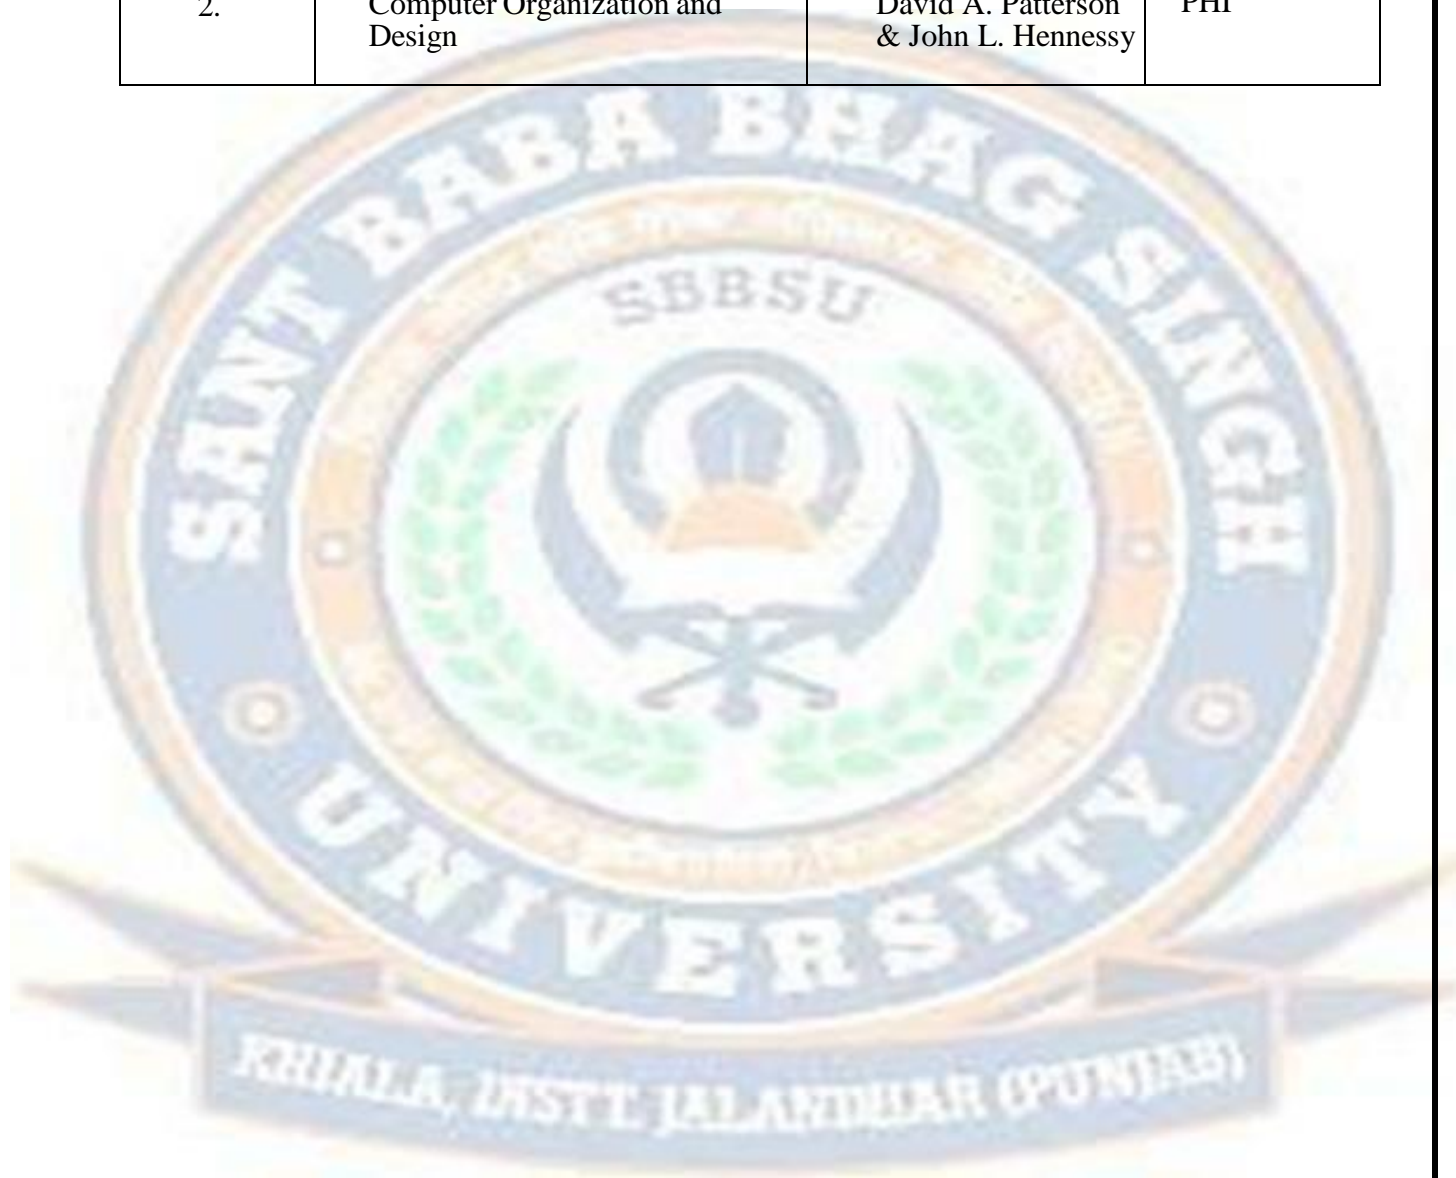 2. Computer Organization and David A. Patterson PHI
Design & John L. Hennessy
SANT BABA BHAG SINGH
SBBSU
UNIVERSITY
KHIALA, DISTT. JALANDHAR (PUNJAB)